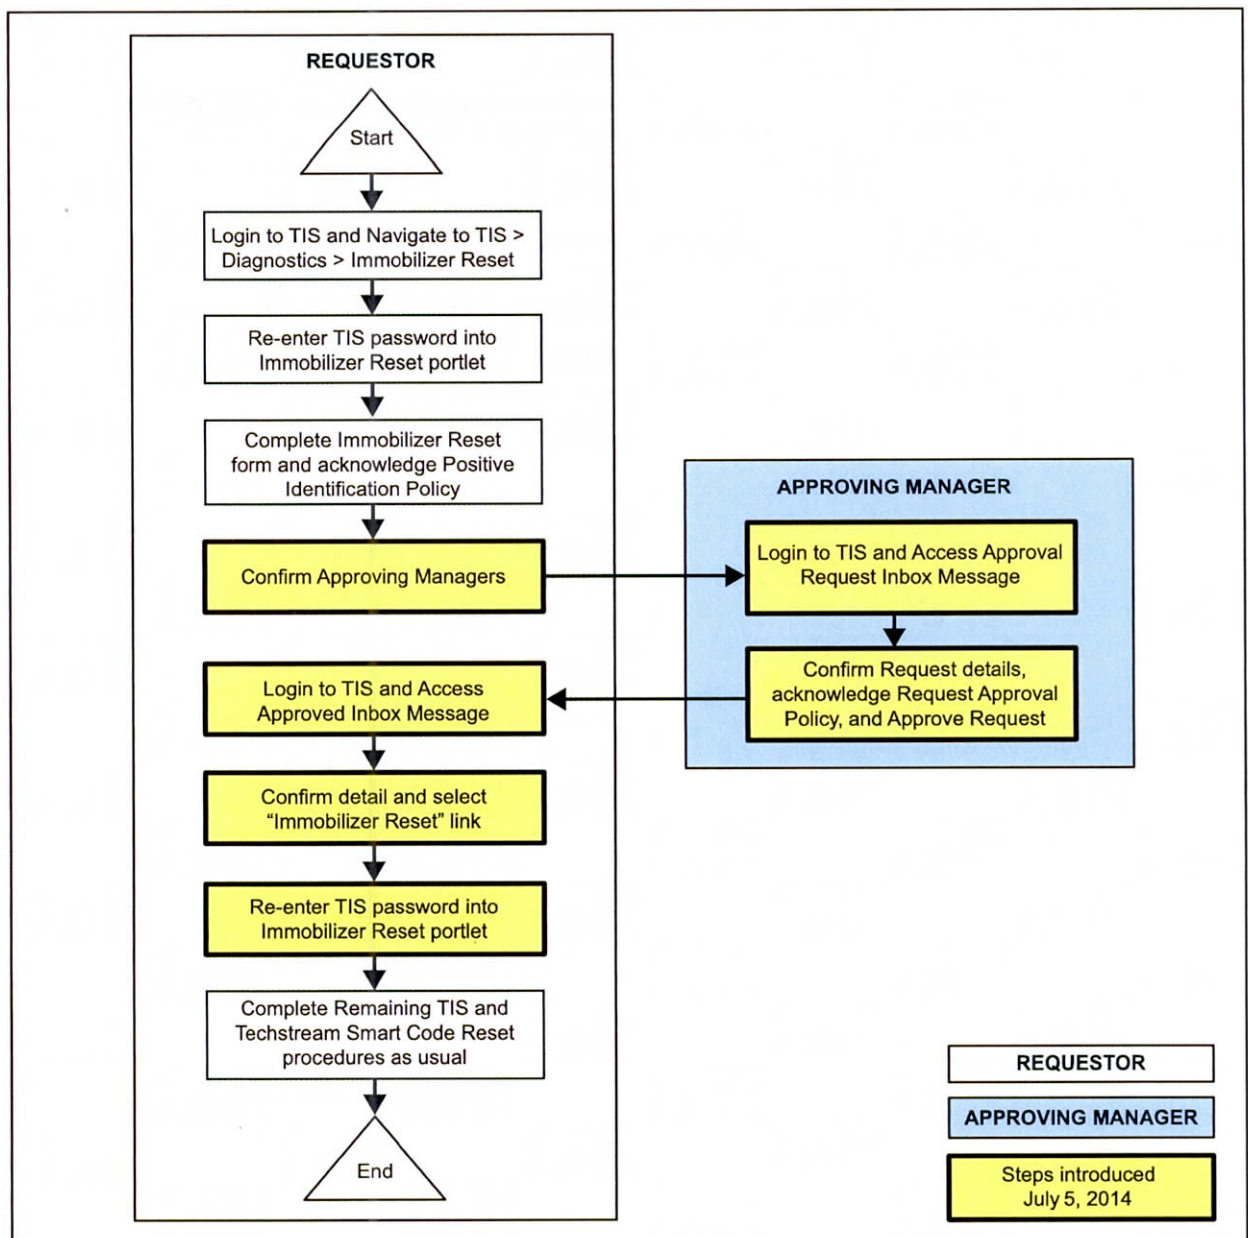 REQUESTOR
Start
Login to TIS and Navigate to TIS >
Diagnostics > Immobilizer Reset
Re-enter TIS password into
Immobilizer Reset portlet
Complete Immobilizer Reset
form and acknowledge Positive
Identification Policy
Confirm Approving Managers
APPROVING MANAGER
Login to TIS and Access Approval
Request Inbox Message
Confirm Request details,
acknowledge Request Approval
Policy, and Approve Request
Login to TIS and Access
Approved Inbox Message
Confirm detail and select
“Immobilizer Reset” link
Re-enter TIS password into
Immobilizer Reset portlet
Complete Remaining TIS and
Techstream Smart Code Reset
procedures as usual
End
REQUESTOR
APPROVING MANAGER
Steps introduced
July 5, 2014